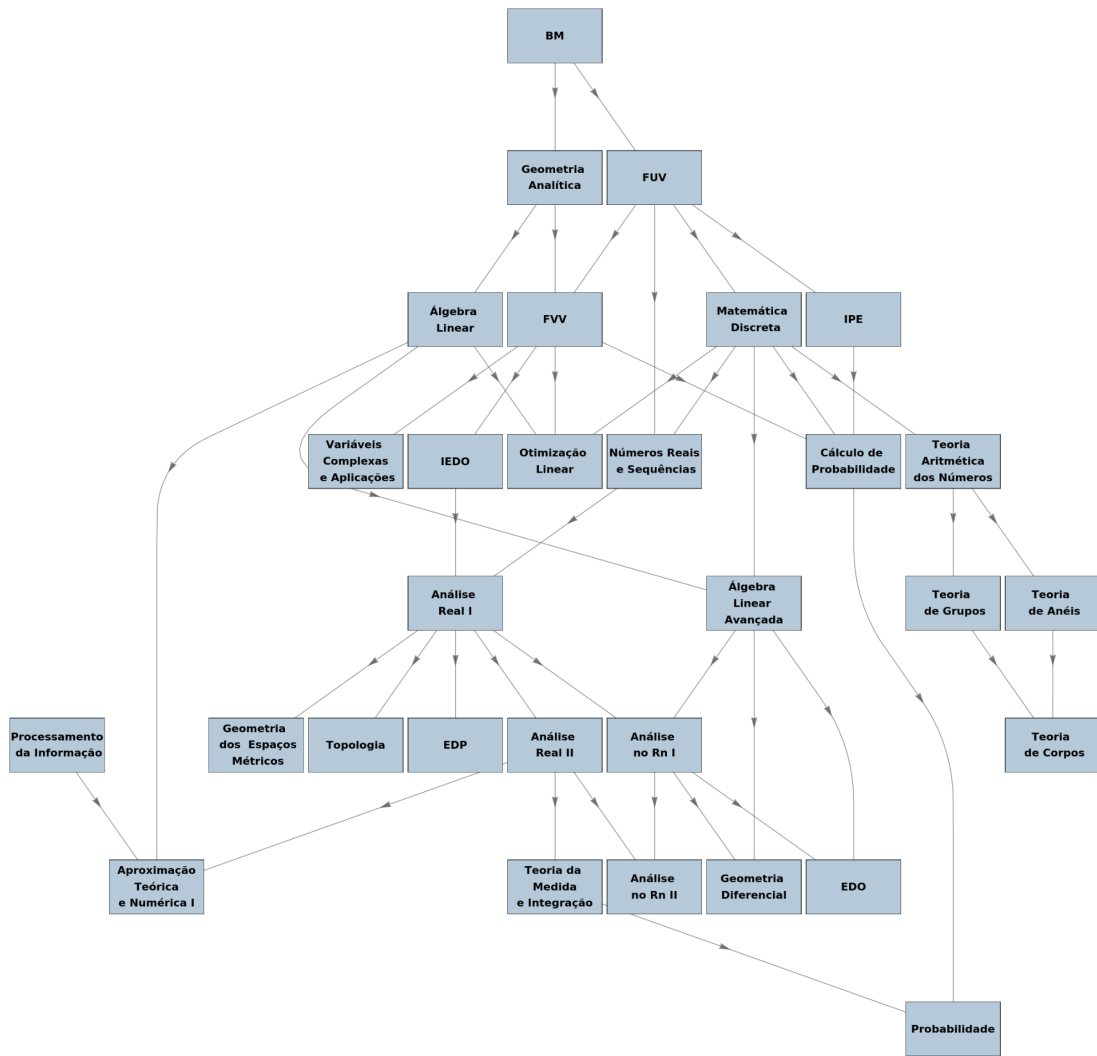 BM
Geometria
Analítica
FUV
Álgebra
Linear
FVV
Matemática
Discreta
IPE
Variáveis
Complexas
e Aplicações
IEDO
Otimização
Linear
Números Reais
e Sequências
Cálculo de
Probabilidade
Teoria
Aritmética
dos Números
Análise
Real I
Álgebra
Linear
Avançada
Teoria
de Grupos
Teoria
de Anéis
Processamento
da Informação
Geometria
dos Espaços
Métricos
Topologia
EDP
Análise
Real II
Análise
no Rn I
Teoria
de Corpos
Aproximação
Teórica
e Numérica I
Teoria da
Medida
e Integração
Análise
no Rn II
Geometria
Diferencial
EDO
Probabilidade